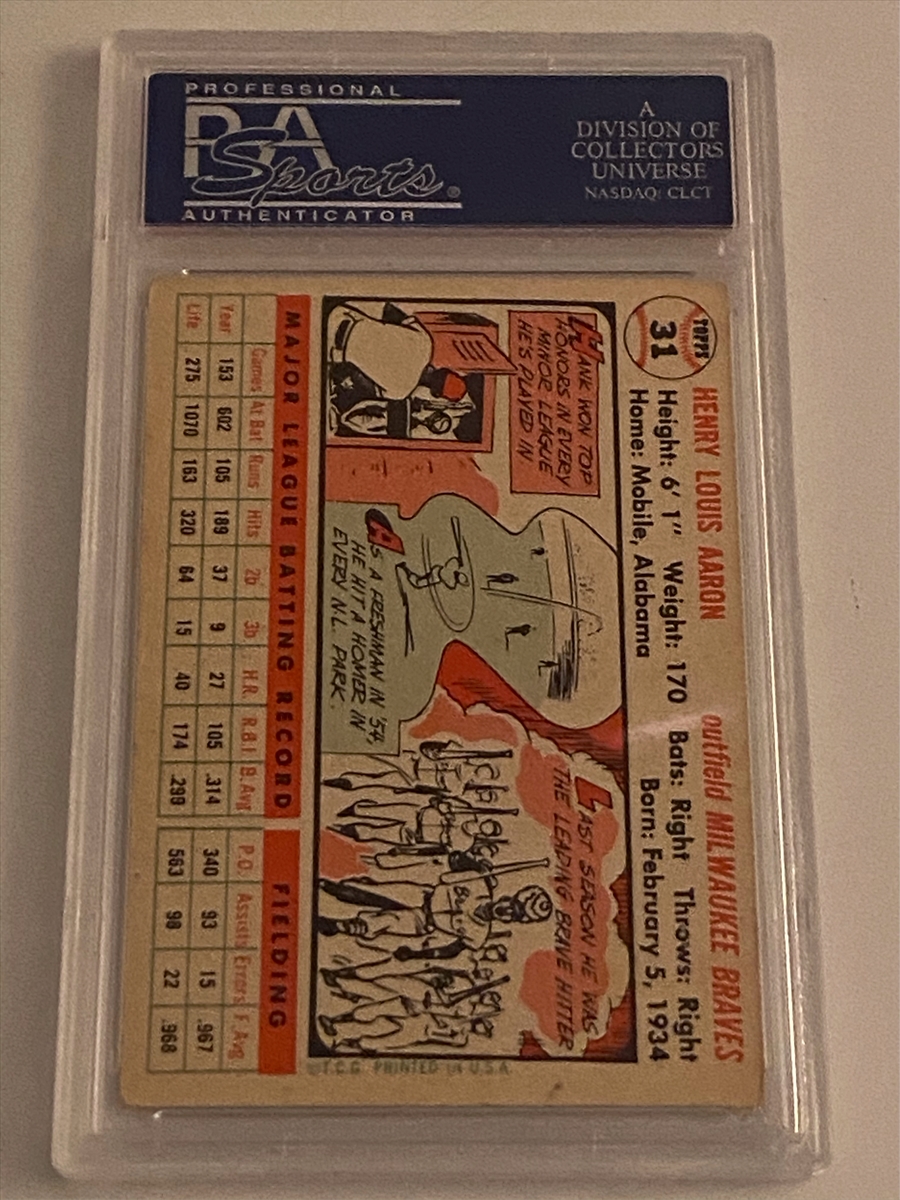 PROFESSIONAL
PSA
Sports®
AUTHENTICATOR
A
DIVISION OF
COLLECTORS
UNIVERSE
NASDAQ: CLCT
TOPPS
31
HENRY LOUIS AARON outfield MILWAUKEE BRAVES
Height: 6' 1" Weight: 170 Bats: Right Throws: Right
Home: Mobile, Alabama Born: February 5, 1934
HANK WON TOP
HONORS IN EVERY
MINOR LEAGUE
HE'S PLAYED IN.
AS A FRESHMAN IN '54,
HE HIT A HOMER IN
EVERY N.L. PARK.
LAST SEASON HE WAS
THE LEADING BRAVE HITTER
MAJOR LEAGUE BATTING RECORD FIELDING
Year Games At Bat Runs Hits 2b 3b H.R. R.B.I B.Avg P.O. Assists Errors F.Avg
153 602 105 189 37 9 27 105 .314 340 93 15 .967
Life 275 1070 163 320 64 15 40 174 .299 563 98 22 .968
©T.C.G. PRINTED IN U.S.A.